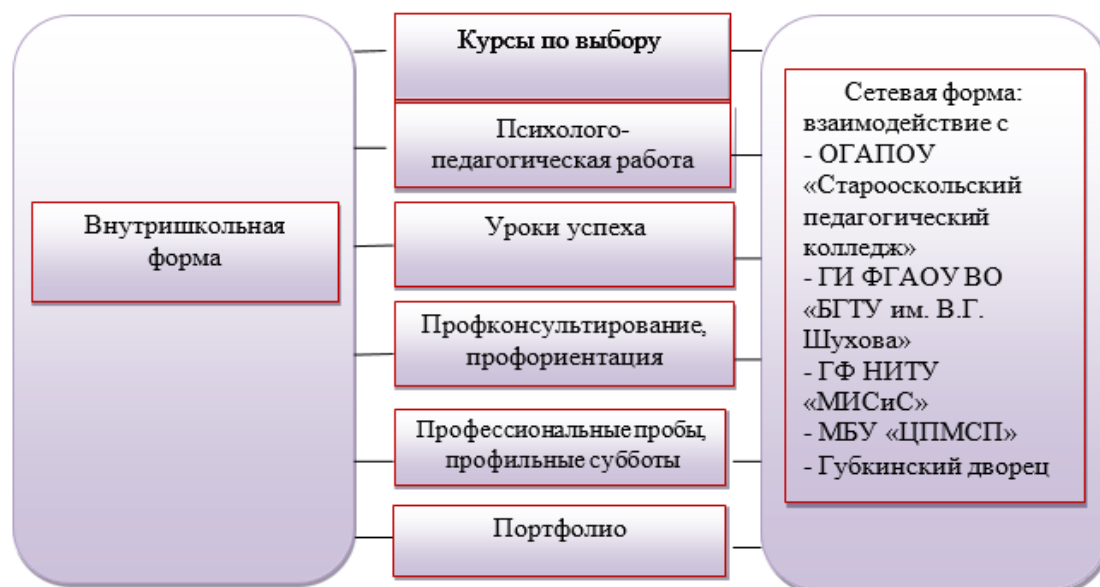 Внутришкольная
форма
Курсы по выбору
Психолого-
педагогическая работа
Уроки успеха
Профконсультирование,
профориентация
Профессиональные пробы,
профильные субботы
Портфолио
Сетевая форма:
взаимодействие с
- ОГАПОУ
«Старооскольский
педагогический
колледж»
- ГИ ФГАОУ ВО
«БГТУ им. В.Г.
Шухова»
- ГФ НИТУ
«МИСиС»
- МБУ «ЦПМСП»
- Губкинский дворец